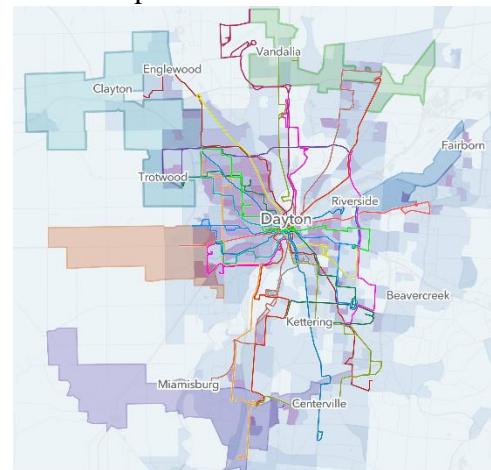 Vandalia
Englewood
Clayton
Fairborn
Trotwood
Riverside
Dayton
Beavercreek
Kettering
Miamisburg
Centerville